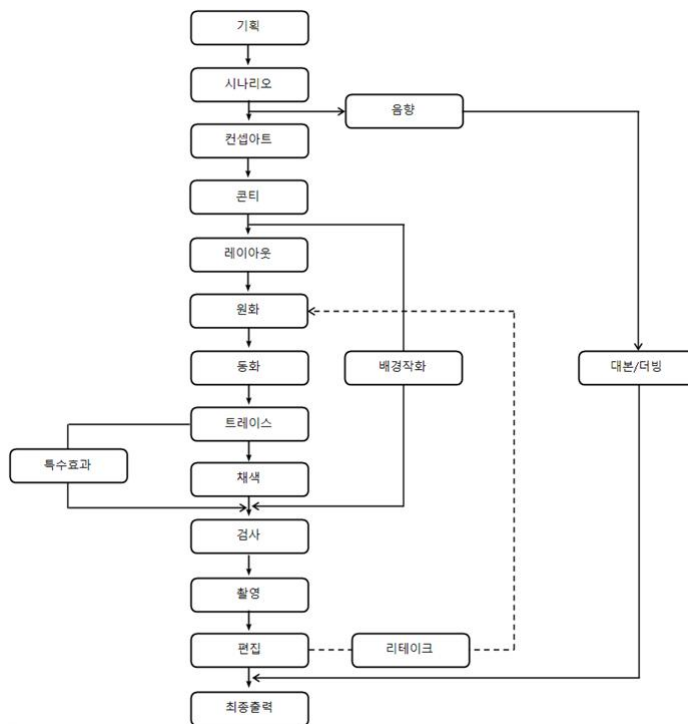 기획
시나리오
음향
컨셉아트
콘티
레이아웃
원화
동화
배경작화
대본/더빙
트레이스
특수효과
채색
검사
촬영
편집
리테이크
최종출력